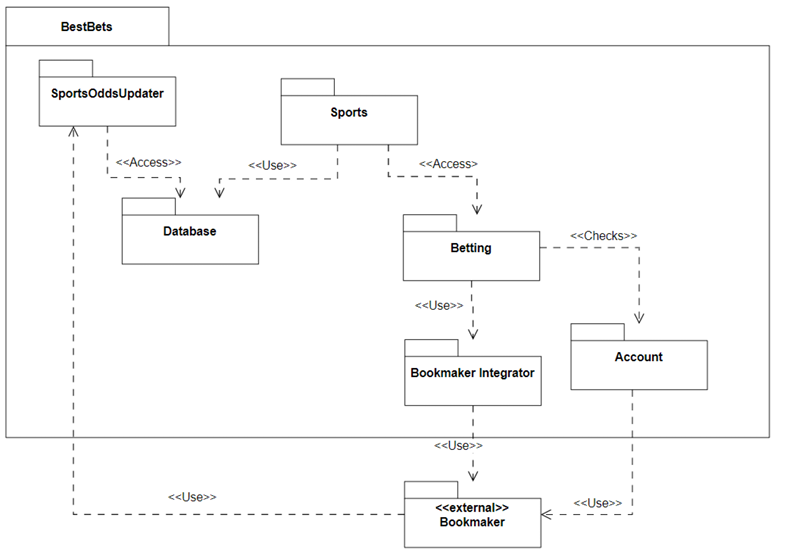 BestBets
SportsOddsUpdater
Sports
<<Access>>
<<Use>>
<<Access>
Database
Betting
<<Checks>>
<<Use>>
Bookmaker Integrator
Account
<<Use>>
<<Use>>
<<Use>>
<<external>>
Bookmaker